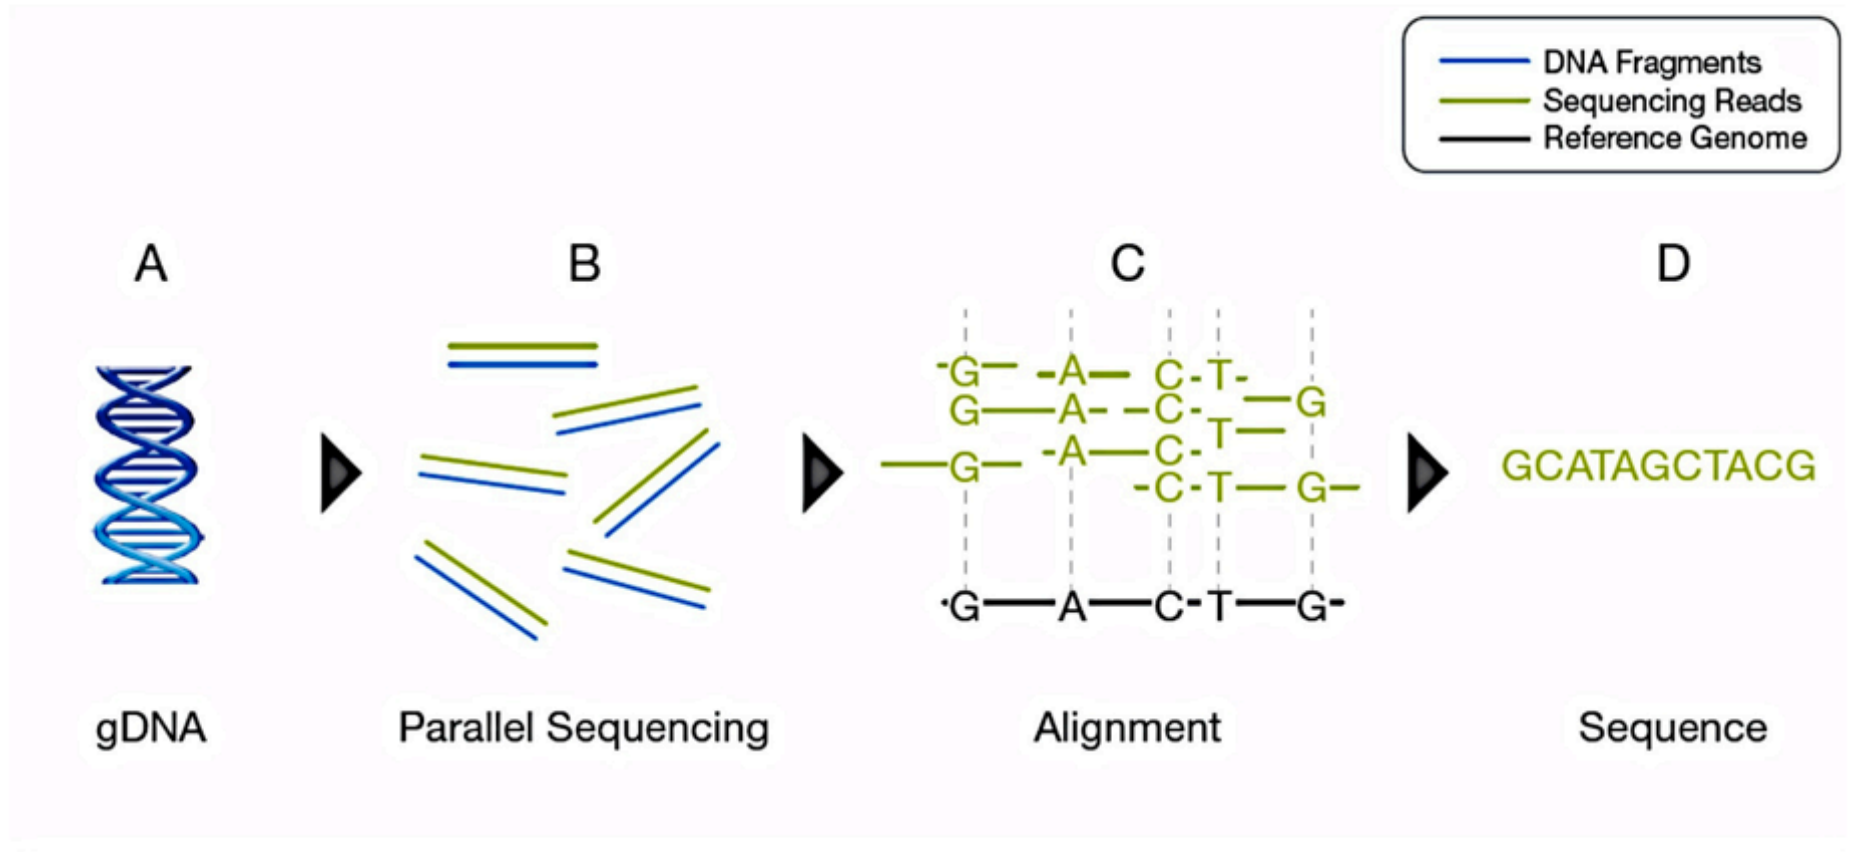 DNA Fragments
Sequencing Reads
Reference Genome
A
B
C
D
-G— -A— C-T-
—G
G—A- —C-
T—
-A—C-
—G—
-C-T—G-
GCATAGCTACG
·G—A—C-T—G-
gDNA
Parallel Sequencing
Alignment
Sequence